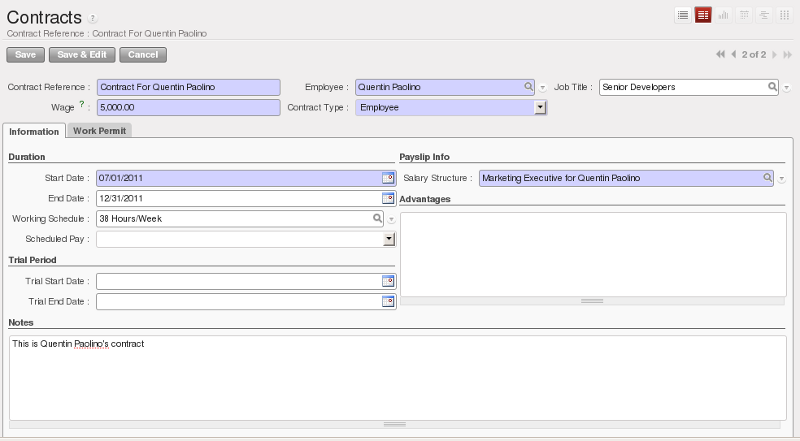 Contracts ?
Contract Reference : Contract For Quentin Paolino
Save Save & Edit Cancel 2 of 2
Contract Reference : Contract For Quentin Paolino Employee : Quentin Paolino Job Title : Senior Developers
Wage ? : 5,000.00 Contract Type : Employee
Information Work Permit
Duration Payslip Info
Start Date : 07/01/2011 Salary Structure : Marketing Executive for Quentin Paolino
End Date : 12/31/2011 Advantages
Working Schedule : 38 Hours/Week
Scheduled Pay :
Trial Period
Trial Start Date :
Trial End Date :
Notes
This is Quentin Paolino's contract